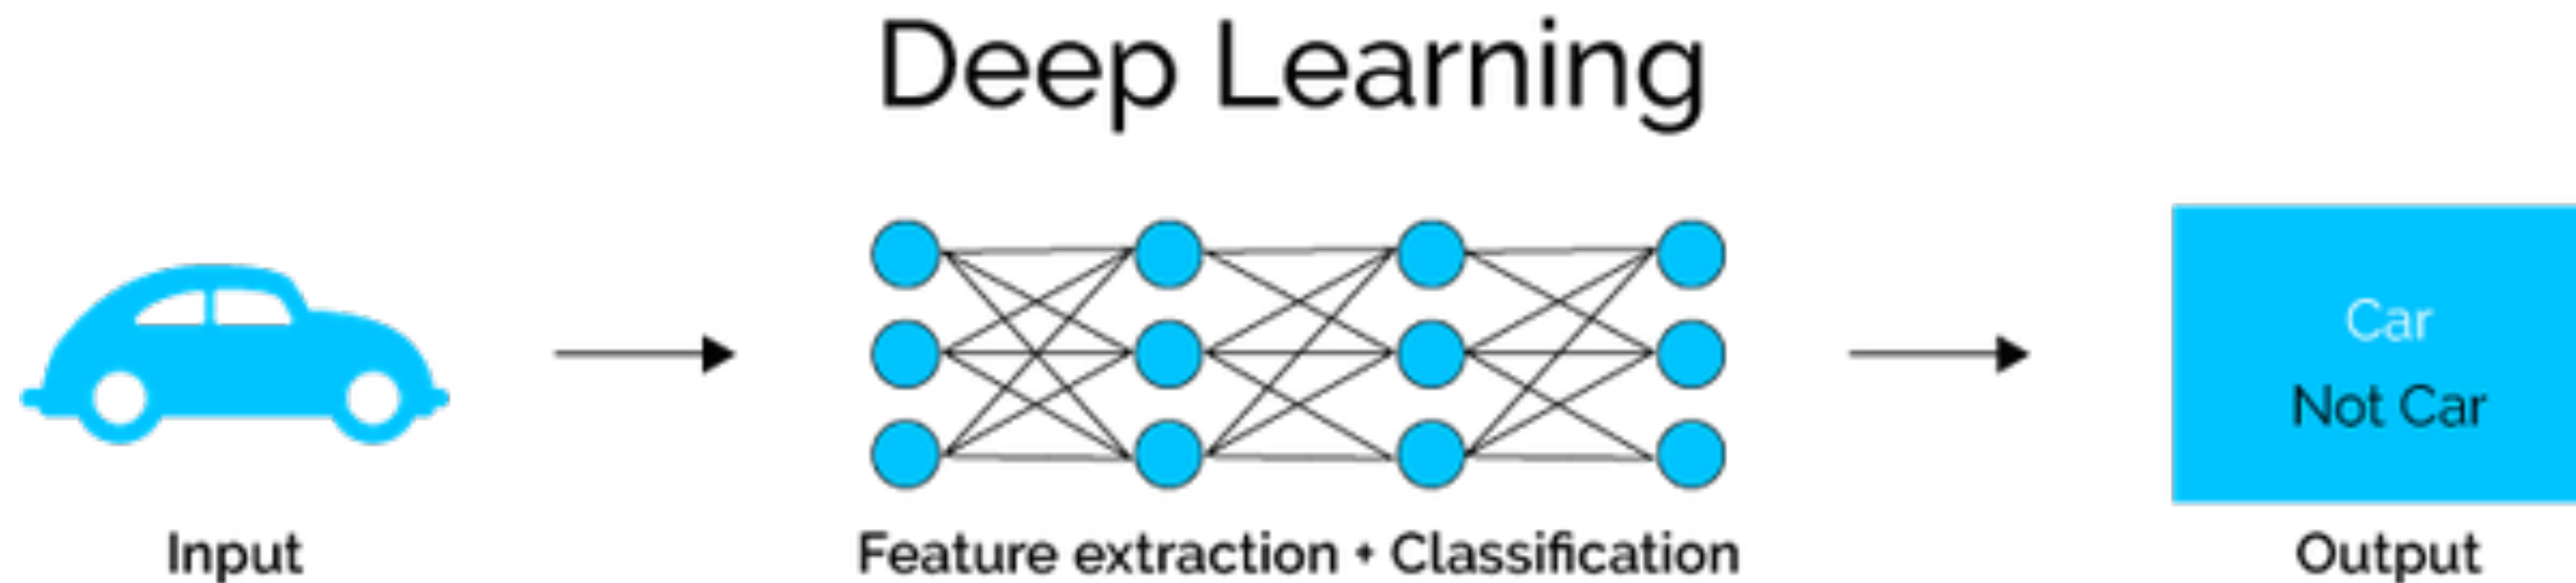 Deep Learning
Car
Not Car
Input
Feature extraction + Classification
Output